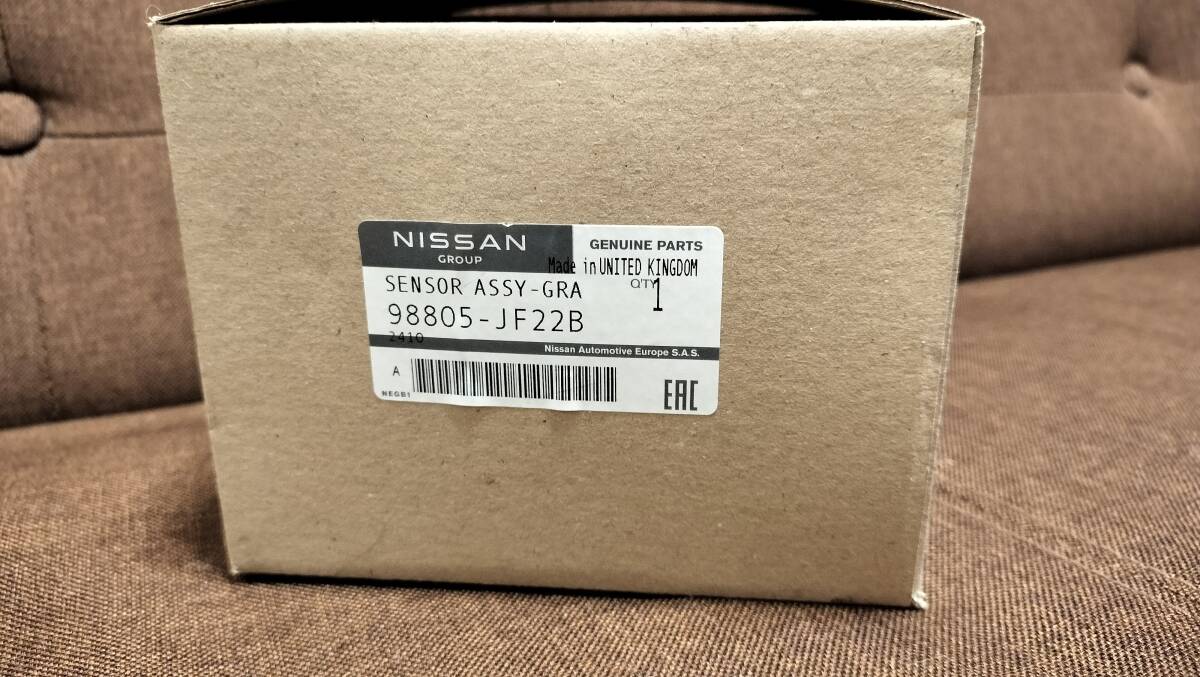 NISSAN
GROUP
GENUINE PARTS
Made in UNITED KINGDOM
SENSOR ASSY-GRA
Q'TY 1
98805-JF22B
2410
Nissan Automotive Europe S.A.S.
A
NEGB1
EAC